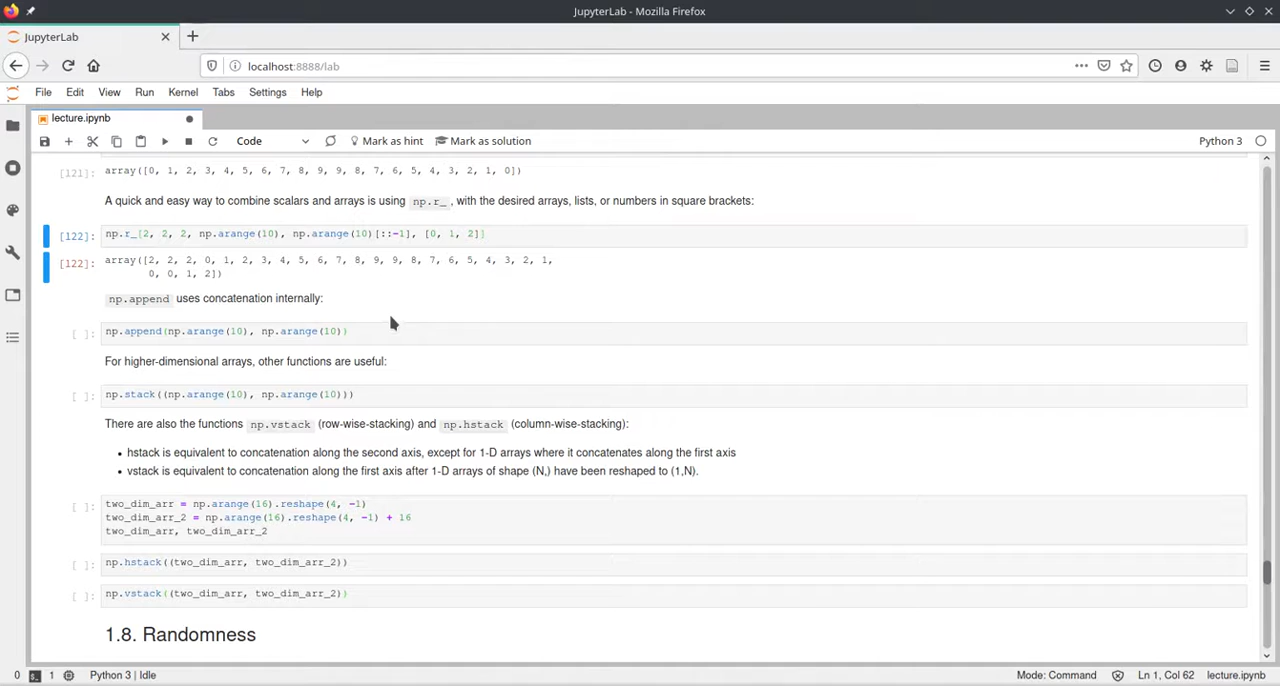 JupyterLab - Mozilla Firefox
JupyterLab
localhost:8888/lab
File Edit View Run Kernel Tabs Settings Help
lecture.ipynb
Code Mark as hint Mark as solution Python 3
[121]: array([0, 1, 2, 3, 4, 5, 6, 7, 8, 9, 9, 8, 7, 6, 5, 4, 3, 2, 1, 0])
A quick and easy way to combine scalars and arrays is using np.r_, with the desired arrays, lists, or numbers in square brackets:
[122]: np.r_[2, 2, 2, np.arange(10), np.arange(10)[::-1], [0, 1, 2]]
[122]: array([2, 2, 2, 0, 1, 2, 3, 4, 5, 6, 7, 8, 9, 9, 8, 7, 6, 5, 4, 3, 2, 1,
0, 0, 1, 2])
np.append uses concatenation internally:
[ ]: np.append(np.arange(10), np.arange(10))
For higher-dimensional arrays, other functions are useful:
[ ]: np.stack((np.arange(10), np.arange(10)))
There are also the functions np.vstack (row-wise-stacking) and np.hstack (column-wise-stacking):
• hstack is equivalent to concatenation along the second axis, except for 1-D arrays where it concatenates along the first axis
• vstack is equivalent to concatenation along the first axis after 1-D arrays of shape (N,) have been reshaped to (1,N).
[ ]: two_dim_arr = np.arange(16).reshape(4, -1)
two_dim_arr_2 = np.arange(16).reshape(4, -1) + 16
two_dim_arr, two_dim_arr_2
[ ]: np.hstack((two_dim_arr, two_dim_arr_2))
[ ]: np.vstack((two_dim_arr, two_dim_arr_2))
1.8. Randomness
0 1 Python 3 | Idle Mode: Command Ln 1, Col 62 lecture.ipynb